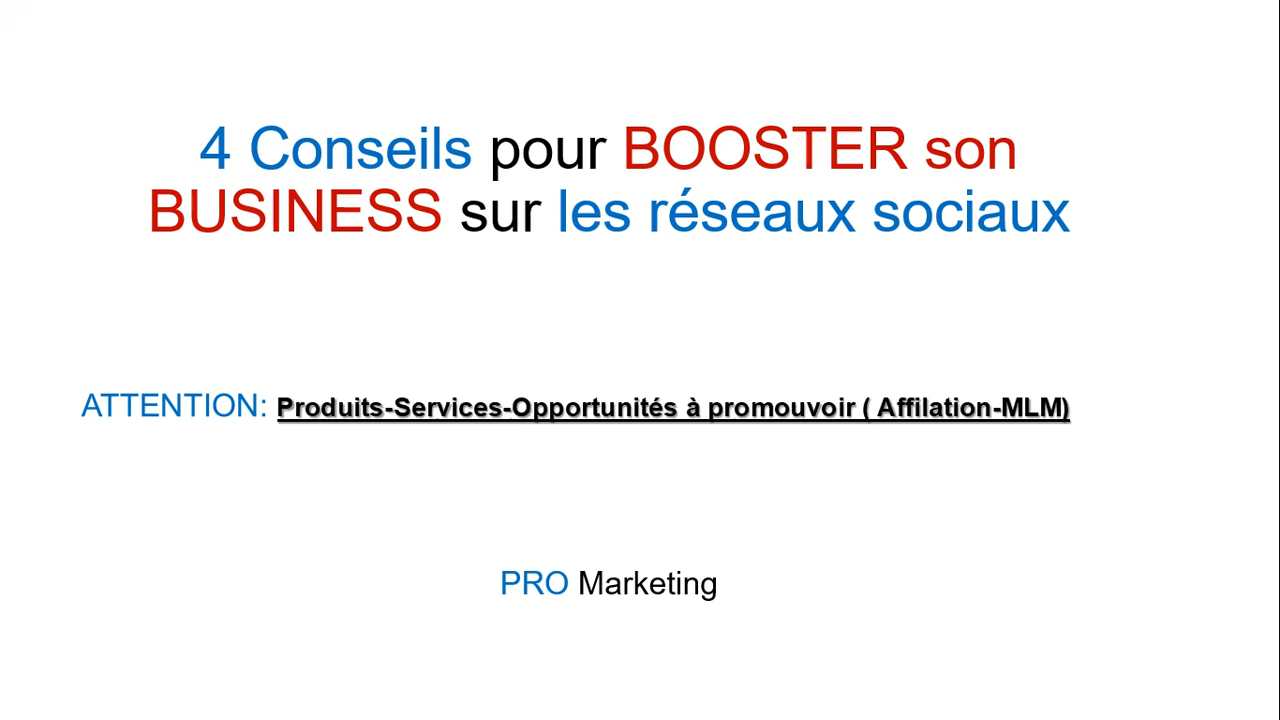 4 Conseils pour BOOSTER son
BUSINESS sur les réseaux sociaux
ATTENTION: Produits-Services-Opportunités à promouvoir ( Affilation-MLM)
PRO Marketing